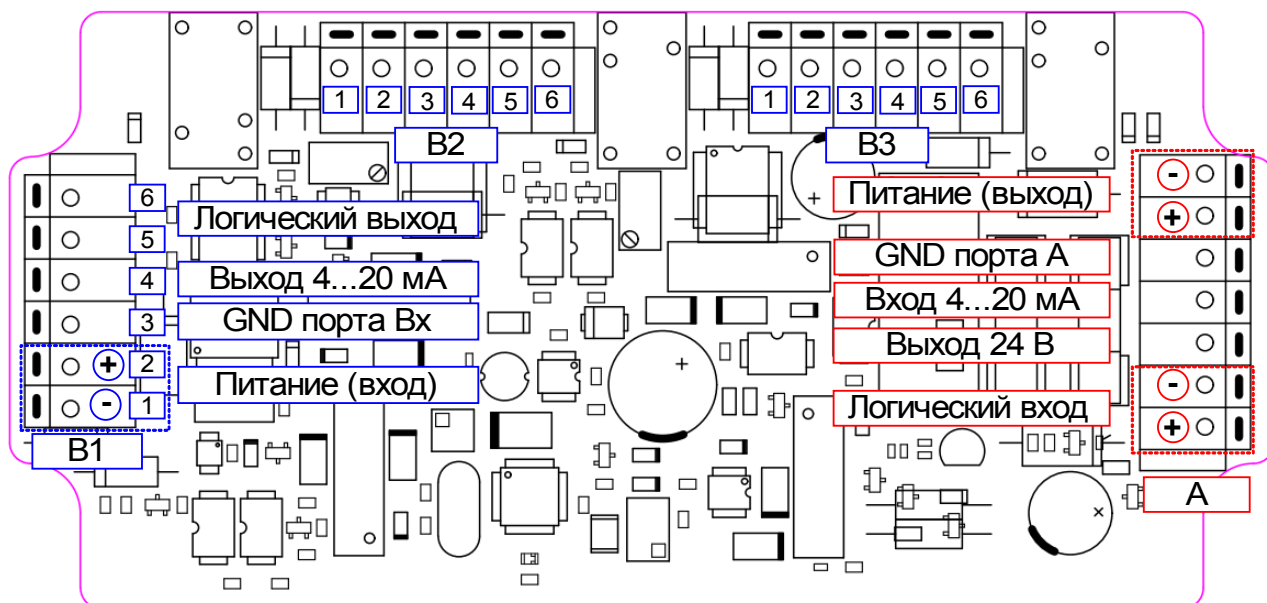 1 2 3 4 5 6
1 2 3 4 5 6
B2
B3
6
5
4
3
2
1
Логический выход
Выход 4...20 мА
GND порта Вх
+
Питание (вход)
-
B1
Питание (выход)
-
+
GND порта А
Вход 4...20 мА
Выход 24 В
Логический вход
-
+
А
+
+